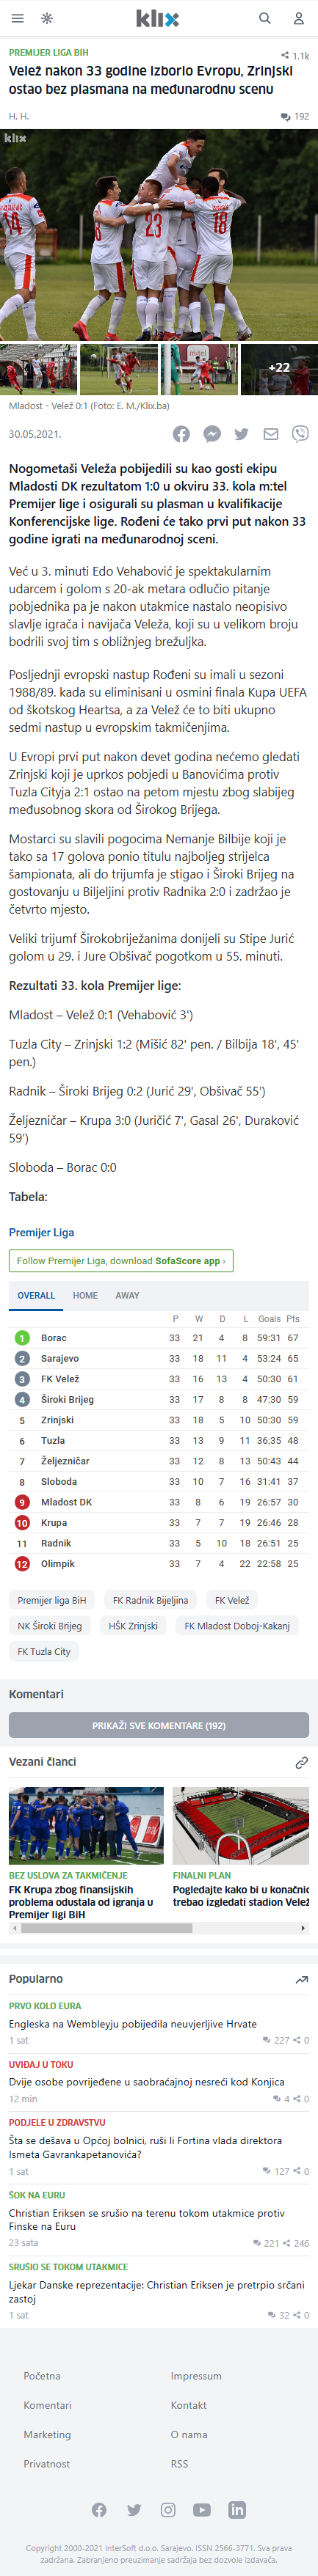 klix
PREMIJER LIGA BIH
1.1k
Velež nakon 33 godine izborio Evropu, Zrinjski
ostao bez plasmana na međunarodnu scenu
H. H.
192
klix
+22
Mladost - Velež 0:1 (Foto: E. M./Klix.ba)
30.05.2021.
Nogometaši Veleža pobijedili su kao gosti ekipu
Mladosti DK rezultatom 1:0 u okviru 33. kola m:tel
Premijer lige i osigurali su plasman u kvalifikacije
Konferencijske lige. Rođeni će tako prvi put nakon 33
godine igrati na međunarodnoj sceni.
Već u 3. minuti Edo Vehabović je spektakularnim
udarcem i golom s 20-ak metara odlučio pitanje
pobjednika pa je nakon utakmice nastalo neopisivo
slavlje igrača i navijača Veleža, koji su u velikom broju
bodrili svoj tim s obližnjeg brežuljka.
Posljednji evropski nastup Rođeni su imali u sezoni
1988/89. kada su eliminisani u osmini finala Kupa UEFA
od škotskog Heartsa, a za Velež će to biti ukupno
sedmi nastup u evropskim takmičenjima.
U Evropi prvi put nakon devet godina nećemo gledati
Zrinjski koji je uprkos pobjedi u Banovićima protiv
Tuzla Cityja 2:1 ostao na petom mjestu zbog slabijeg
međusobnog skora od Širokog Brijega.
Mostarci su slavili pogocima Nemanje Bilbije koji je
tako sa 17 golova ponio titulu najboljeg strijelca
šampionata, ali do trijumfa je stigao i Široki Brijeg na
gostovanju u Bijeljini protiv Radnika 2:0 i zadržao je
četvrto mjesto.
Veliki trijumf Širokobriježanima donijeli su Stipe Jurić
golom u 29. i Jure Obšivač pogotkom u 55. minuti.
Rezultati 33. kola Premijer lige:
Mladost – Velež 0:1 (Vehabović 3')
Tuzla City – Zrinjski 1:2 (Mišić 82' pen. / Bilbija 18', 45'
pen.)
Radnik – Široki Brijeg 0:2 (Jurić 29', Obšivač 55')
Željezničar – Krupa 3:0 (Juričić 7', Gasal 26', Duraković
59')
Sloboda – Borac 0:0
Tabela:
Premijer Liga
Follow Premijer Liga, download SofaScore app ›
OVERALL HOME AWAY
P W D L Goals Pts
1 Borac 33 21 4 8 59:31 67
2 Sarajevo 33 18 11 4 53:24 65
3 FK Velež 33 16 13 4 50:30 61
4 Široki Brijeg 33 17 8 8 47:30 59
5 Zrinjski 33 18 5 10 50:30 59
6 Tuzla 33 13 9 11 36:35 48
7 Željezničar 33 12 8 13 50:43 44
8 Sloboda 33 10 7 16 31:41 37
9 Mladost DK 33 8 6 19 26:57 30
10 Krupa 33 7 7 19 26:46 28
11 Radnik 33 5 10 18 26:51 25
12 Olimpik 33 7 4 22 22:58 25
Premijer liga BiH FK Radnik Bijeljina FK Velež
NK Široki Brijeg HŠK Zrinjski FK Mladost Doboj-Kakanj
FK Tuzla City
Komentari
PRIKAŽI SVE KOMENTARE (192)
Vezani članci
BEZ USLOVA ZA TAKMIČENJE
FK Krupa zbog finansijskih
problema odustala od igranja u
Premijer ligi BiH
FINALNI PLAN
Pogledajte kako bi u konačnic
trebao izgledati stadion Velež
Popularno
PRVO KOLO EURA
Engleska na Wembleyju pobijedila neuvjerljive Hrvate
1 sat 227 0
UVIĐAJ U TOKU
Dvije osobe povrijeđene u saobraćajnoj nesreći kod Konjica
12 min 4 0
PODJELE U ZDRAVSTVU
Šta se dešava u Općoj bolnici, ruši li Fortina vlada direktora
Ismeta Gavrankapetanovića?
1 sat 127 0
ŠOK NA EURU
Christian Eriksen se srušio na terenu tokom utakmice protiv
Finske na Euru
23 sata 221 246
SRUŠIO SE TOKOM UTAKMICE
Ljekar Danske reprezentacije: Christian Eriksen je pretrpio srčani
zastoj
1 sat 32 0
Početna Impressum
Komentari Kontakt
Marketing O nama
Privatnost RSS
Copyright 2000-2021 InterSoft d.o.o. Sarajevo. ISSN 2566-3771. Sva prava
zadržana. Zabranjeno preuzimanje sadržaja bez dozvole izdavača.